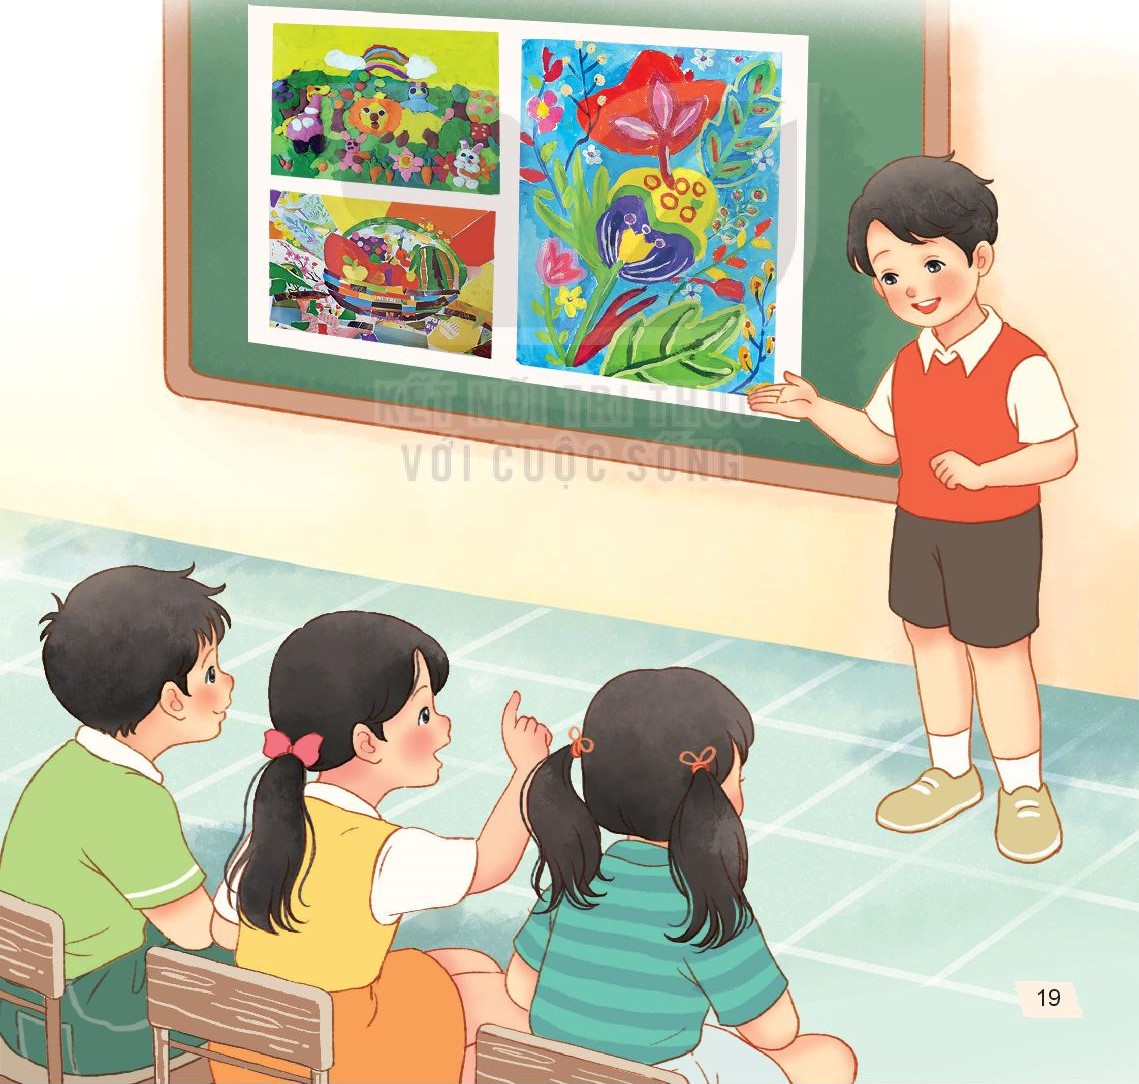 KẾT NỐI TRI THỨC
VỚI CUỘC SỐNG
19